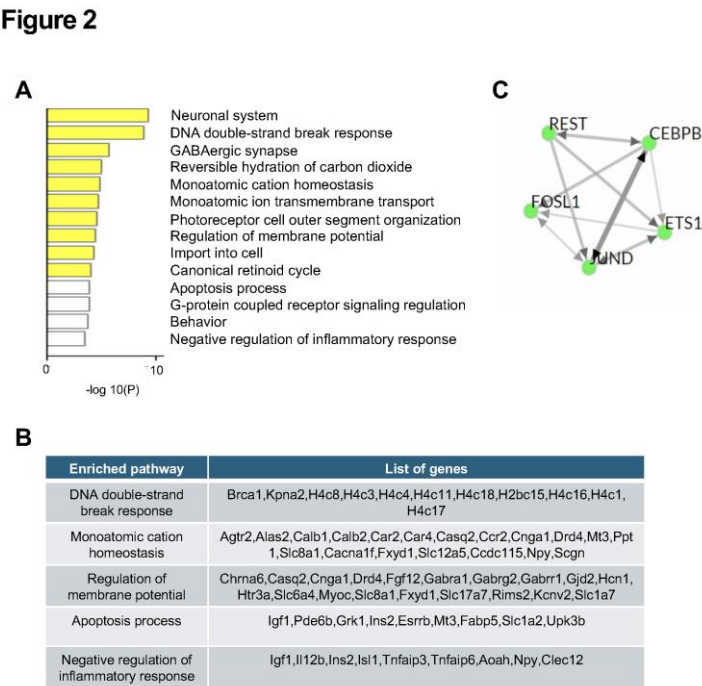 Figure 2
A
Neuronal system
DNA double-strand break response
GABAergic synapse
Reversible hydration of carbon dioxide
Monoatomic cation homeostasis
Monoatomic ion transmembrane transport
Photoreceptor cell outer segment organization
Regulation of membrane potential
Import into cell
Canonical retinoid cycle
Apoptosis process
G-protein coupled receptor signaling regulation
Behavior
Negative regulation of inflammatory response
0 10
-log 10(P)
C
REST
CEBPB
FOSL1
ETS1
JUND
B
Enriched pathway List of genes
DNA double-strand
break response
Brca1,Kpna2,H4c8,H4c3,H4c4,H4c11,H4c18,H2bc15,H4c16,H4c1,
H4c17
Monoatomic cation
homeostasis
Agtr2,Alas2,Calb1,Calb2,Car2,Car4,Casq2,Ccr2,Cnga1,Drd4,Mt3,Ppt
1,Slc8a1,Cacna1f,Fxyd1,Slc12a5,Ccdc115,Npy,Scgn
Regulation of
membrane potential
Chrna6,Casq2,Cnga1,Drd4,Fgf12,Gabra1,Gabrg2,Gabrr1,Gjd2,Hcn1,
Htr3a,Slc6a4,Myoc,Slc8a1,Fxyd1,Slc17a7,Rims2,Kcnv2,Slc1a7
Apoptosis process
Igf1,Pde6b,Grk1,Ins2,Esrrb,Mt3,Fabp5,Slc1a2,Upk3b
Negative regulation of
inflammatory response
Igf1,Il12b,Ins2,Isl1,Tnfaip3,Tnfaip6,Aoah,Npy,Clec12